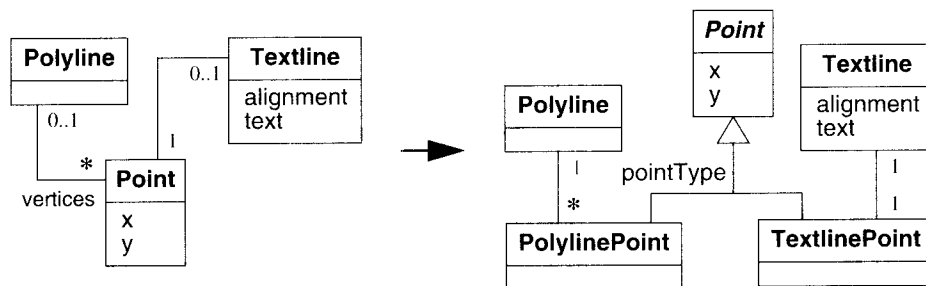 Polyline
0..1
*
vertices
Textline
alignment
text
0..1
1
Point
x
y
Point
x
y
pointType
Polyline
1
*
PolylinePoint
Textline
alignment
text
1
1
TextlinePoint